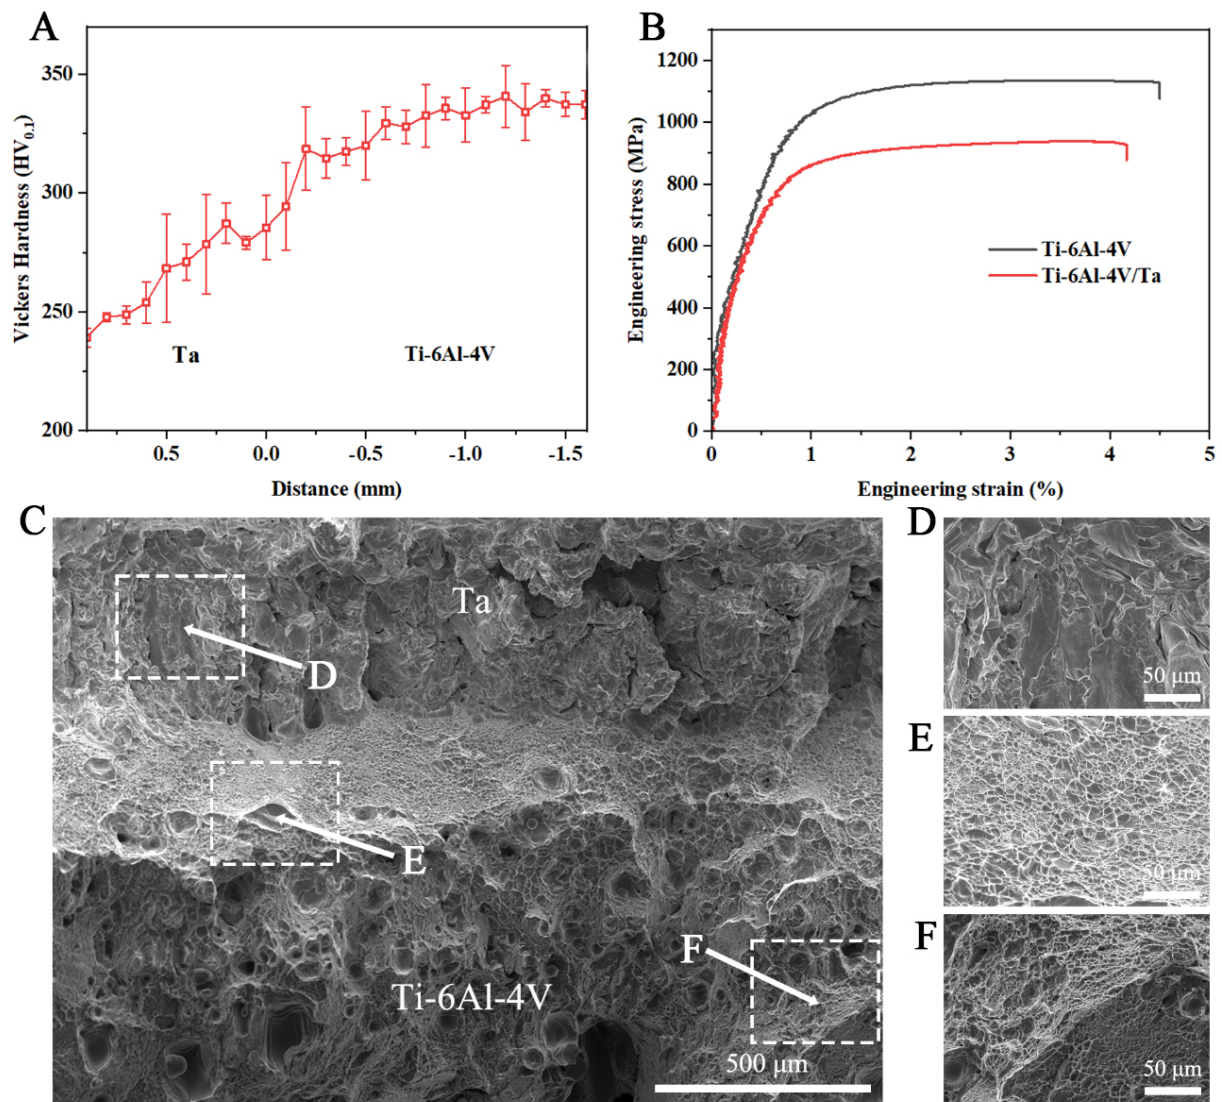 A
Vickers Hardness (HV0.1)
350
300
250
200
Ta
Ti-6Al-4V
0.5
0.0
-0.5
-1.0
-1.5
Distance (mm)
B
Engineering stress (MPa)
1200
1000
800
600
400
200
0
Ti-6Al-4V
Ti-6Al-4V/Ta
0
1
2
3
4
5
Engineering strain (%)
C
Ta
D
E
F
Ti-6Al-4V
500 μm
D
50 μm
E
50 μm
F
50 μm